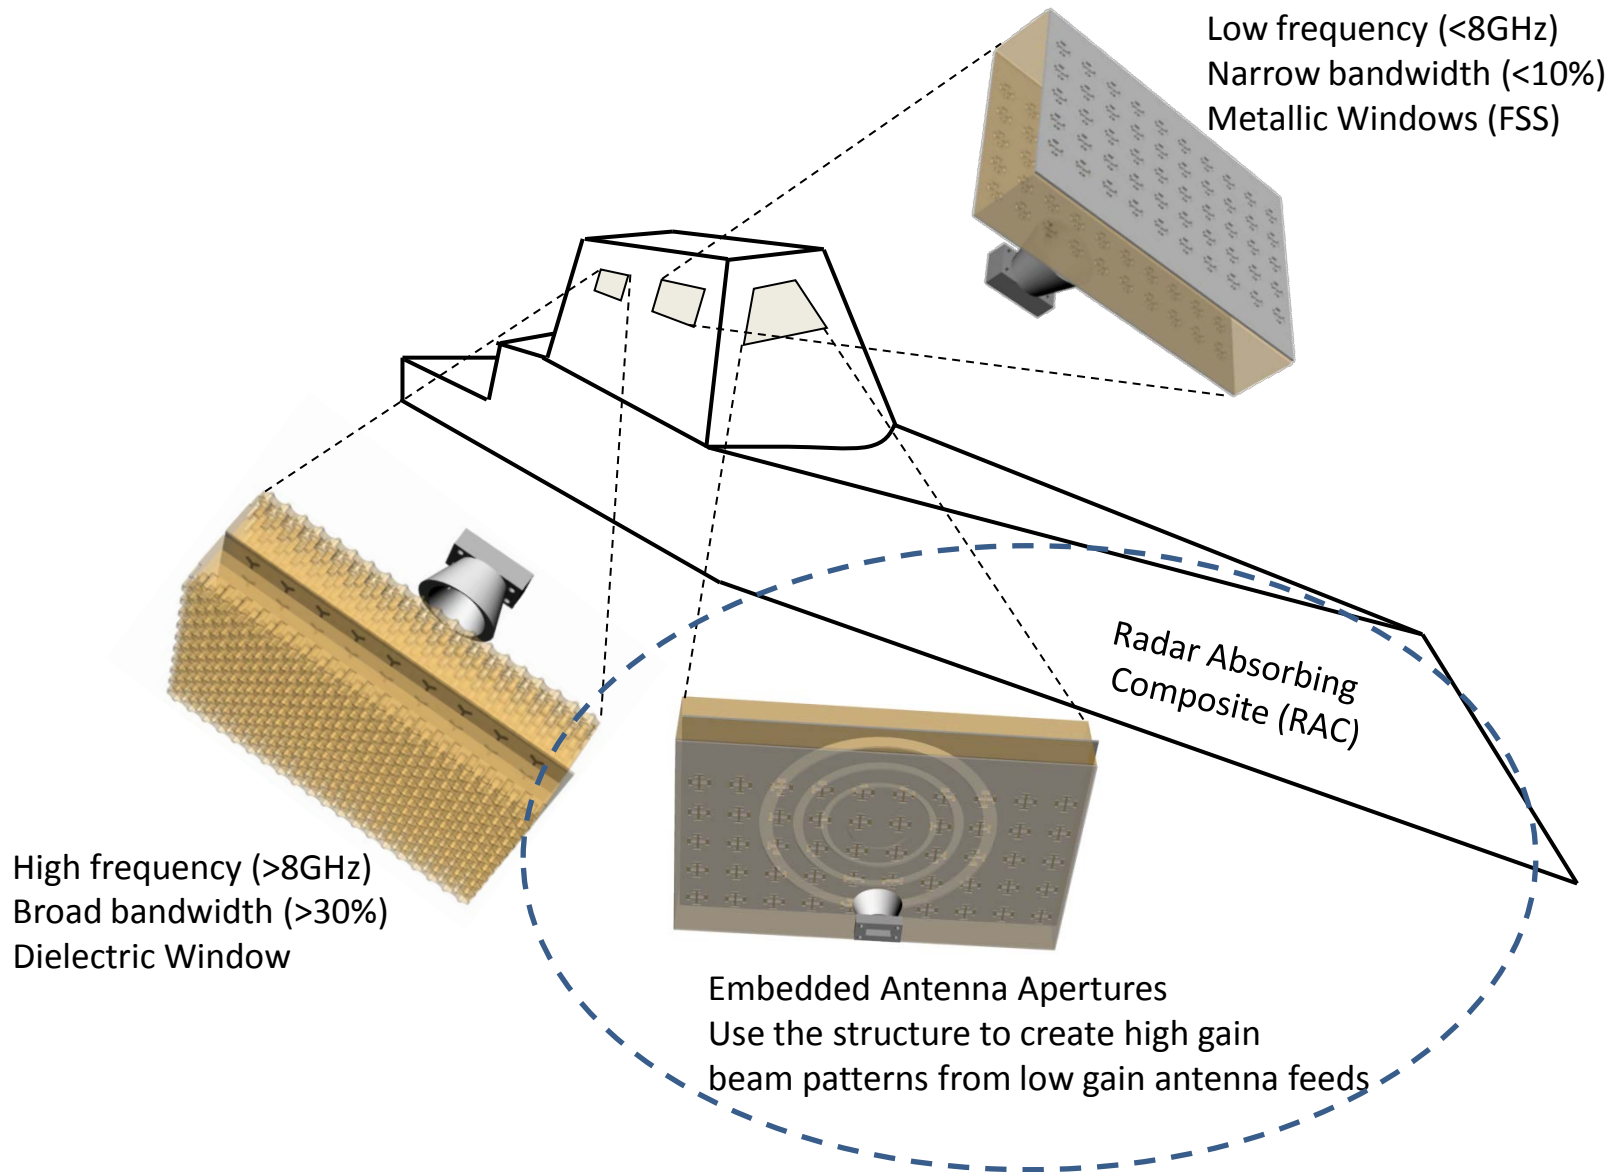 Low frequency (<8GHz)
Narrow bandwidth (<10%)
Metallic Windows (FSS)
Radar Absorbing
Composite (RAC)
High frequency (>8GHz)
Broad bandwidth (>30%)
Dielectric Window
Embedded Antenna Apertures
Use the structure to create high gain
beam patterns from low gain antenna feeds